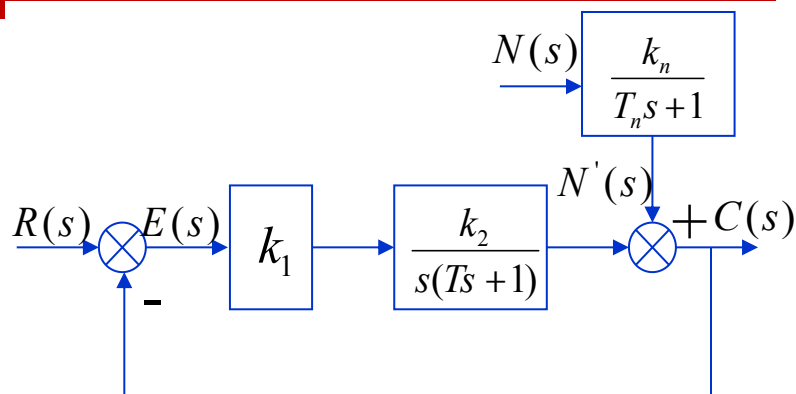 N(s)
k_n / (T_n s + 1)
N'(s)
R(s) E(s) k_1 k_2 / (s(Ts + 1)) + C(s)
-